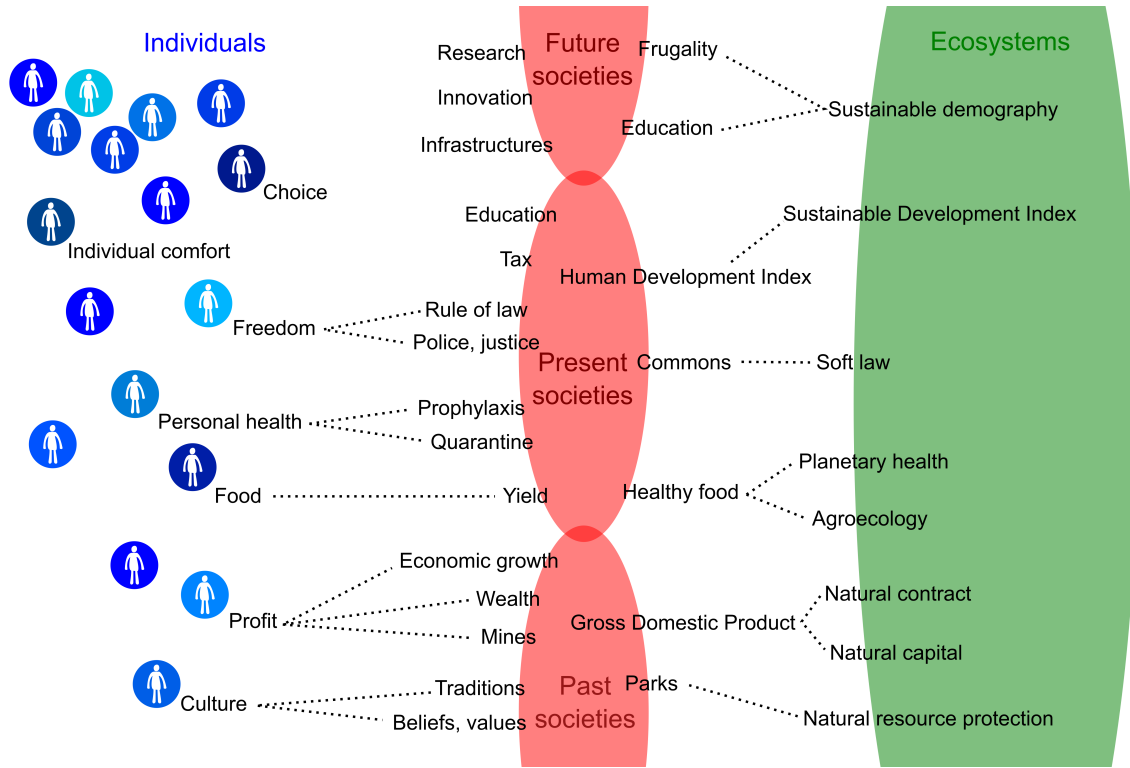 Individuals
Future
societies
Ecosystems
Research
Frugality
Innovation
Sustainable demography
Education
Infrastructures
Choice
Education
Sustainable Development Index
Individual comfort
Tax
Human Development Index
Rule of law
Freedom
Police, justice
Present
societies
Commons
Soft law
Prophylaxis
Personal health
Quarantine
Planetary health
Food
Yield
Healthy food
Agroecology
Economic growth
Natural contract
Wealth
Profit
Gross Domestic Product
Mines
Natural capital
Past
societies
Parks
Traditions
Culture
Beliefs, values
Natural resource protection